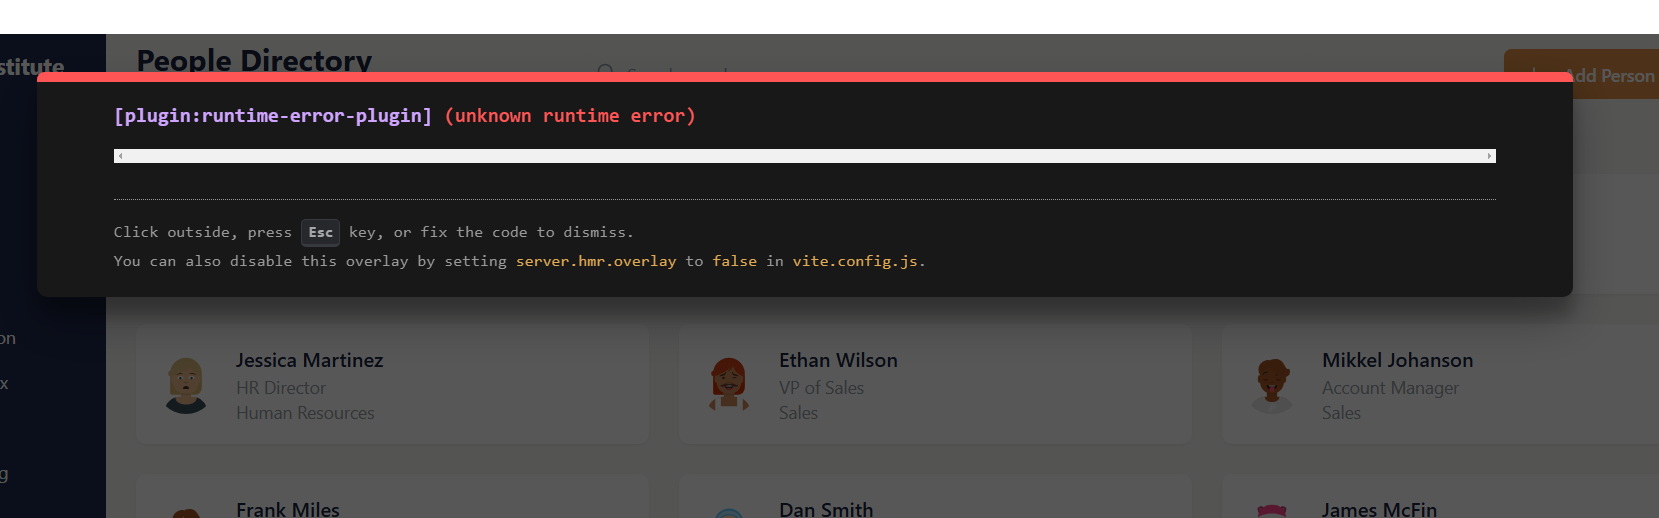 stitute
People Directory
Add Person
[plugin:runtime-error-plugin] (unknown runtime error)
Click outside, press Esc key, or fix the code to dismiss.
You can also disable this overlay by setting server.hmr.overlay to false in vite.config.js.
on
x
g
Jessica Martinez
HR Director
Human Resources
Ethan Wilson
VP of Sales
Sales
Mikkel Johanson
Account Manager
Sales
Frank Miles
Dan Smith
James McFin